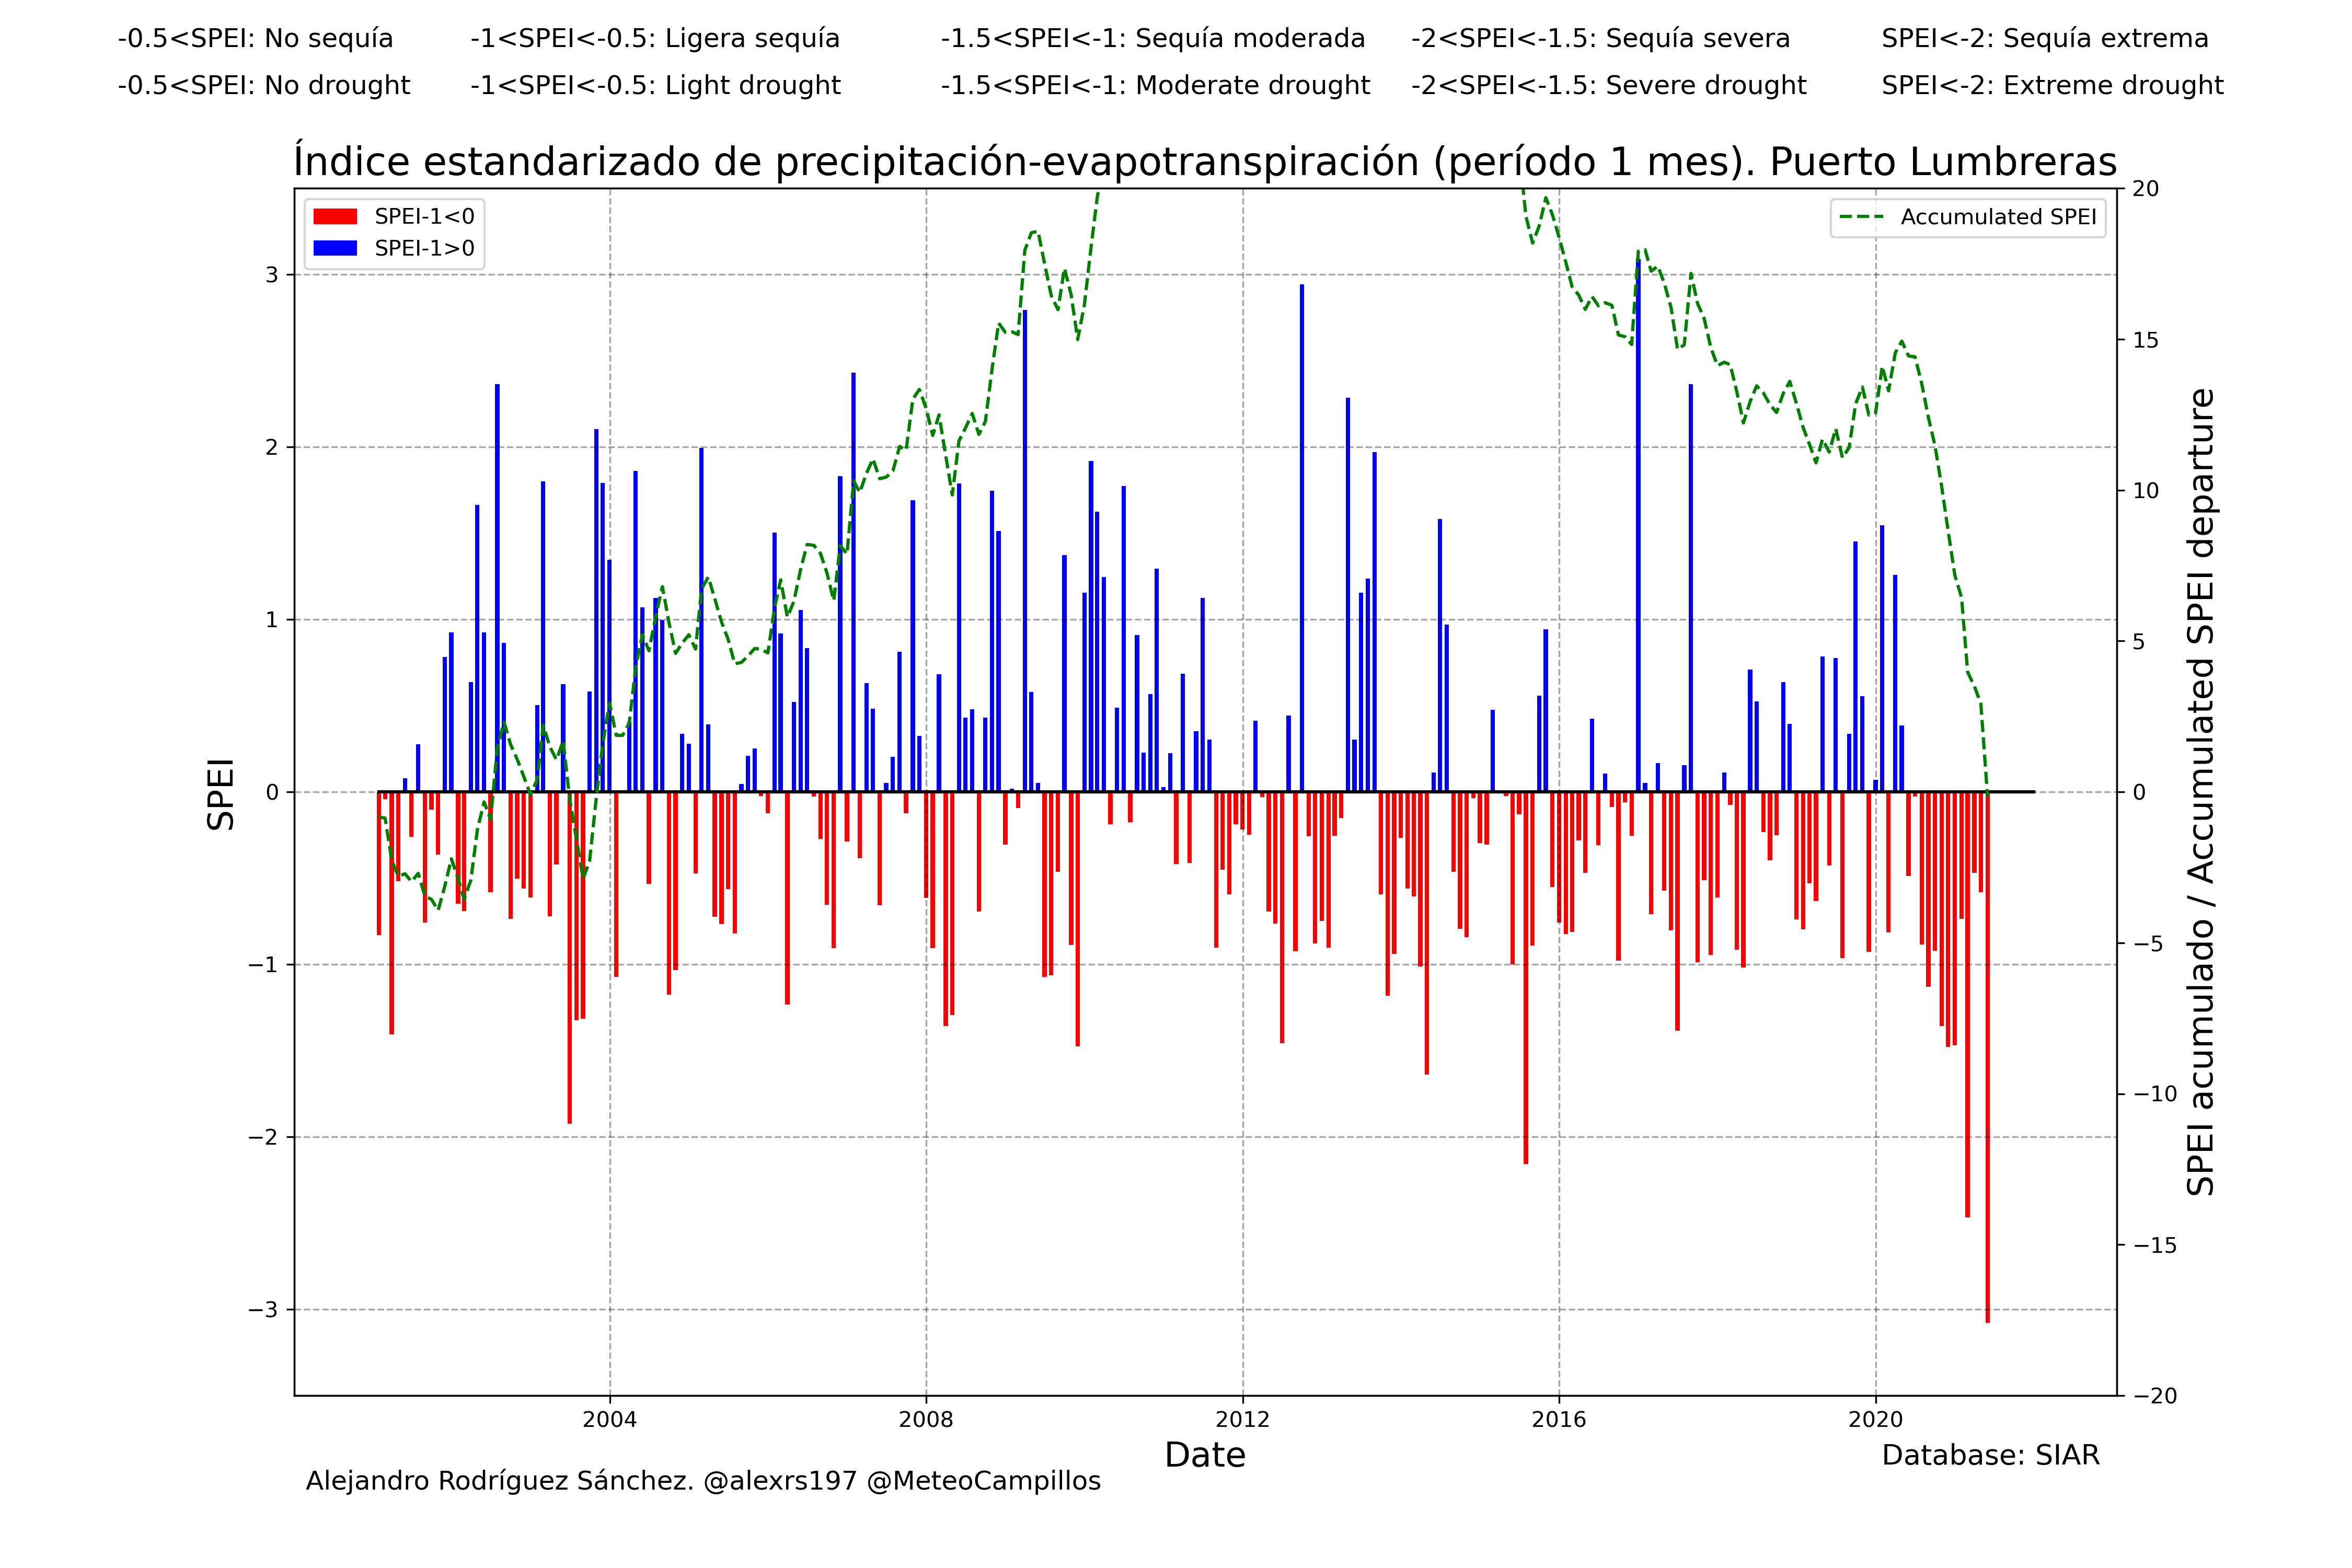 -0.5<SPEI: No sequía -1<SPEI<-0.5: Ligera sequía -1.5<SPEI<-1: Sequía moderada -2<SPEI<-1.5: Sequía severa SPEI<-2: Sequía extrema
-0.5<SPEI: No drought -1<SPEI<-0.5: Light drought -1.5<SPEI<-1: Moderate drought -2<SPEI<-1.5: Severe drought SPEI<-2: Extreme drought
Índice estandarizado de precipitación-evapotranspiración (período 1 mes). Puerto Lumbreras
SPEI-1<0
SPEI-1>0
Accumulated SPEI
SPEI
3
2
1
0
−1
−2
−3
20
15
10
5
0
−5
−10
−15
−20
SPEI acumulado / Accumulated SPEI departure
2004 2008 2012 2016 2020
Date
Database: SIAR
Alejandro Rodríguez Sánchez. @alexrs197 @MeteoCampillos